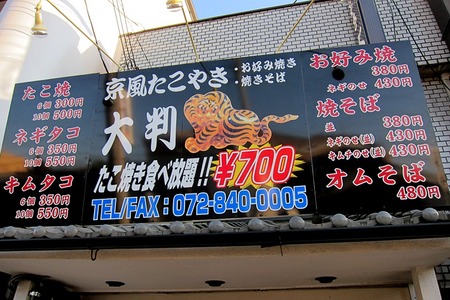 たこ焼
6個 300円
10個 500円
ネギタコ
6個 350円
10個 550円
キムタコ
6個 350円
10個 550円
京風たこやき・お好み焼き
・焼きそば
大判
たこ焼き食べ放題!! ¥700
TEL/FAX:072-840-0005
お好み焼
380円
ネギのせ 430円
焼そば
並 380円
ネギのせ(並) 430円
キムチのせ(並) 430円
オムそば
480円